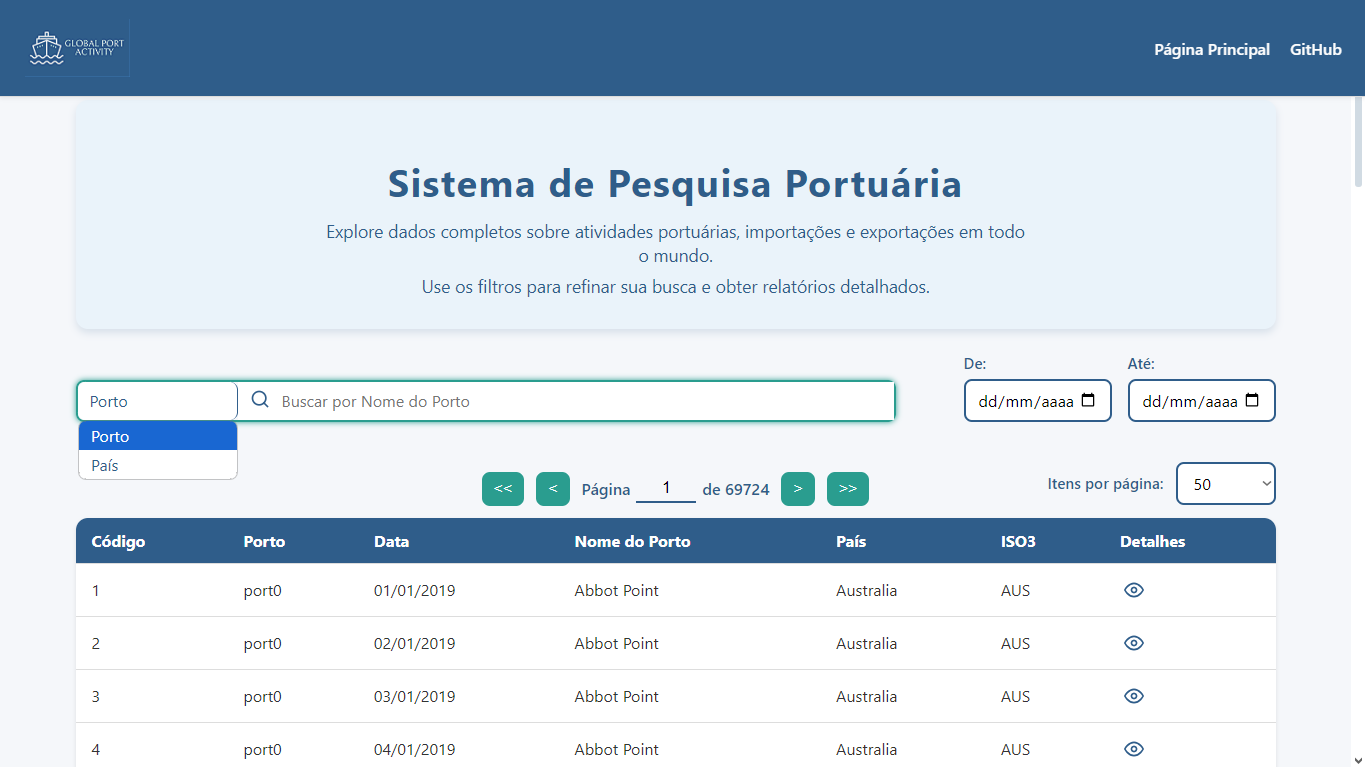 GLOBAL PORT
ACTIVITY
Página Principal GitHub
Sistema de Pesquisa Portuária
Explore dados completos sobre atividades portuárias, importações e exportações em todo
o mundo.
Use os filtros para refinar sua busca e obter relatórios detalhados.
De: Até:
Porto Buscar por Nome do Porto dd/mm/aaaa dd/mm/aaaa
Porto
País
<< < Página 1 de 69724 > >> Itens por página: 50
Código Porto Data Nome do Porto País ISO3 Detalhes
1 port0 01/01/2019 Abbot Point Australia AUS
2 port0 02/01/2019 Abbot Point Australia AUS
3 port0 03/01/2019 Abbot Point Australia AUS
4 port0 04/01/2019 Abbot Point Australia AUS